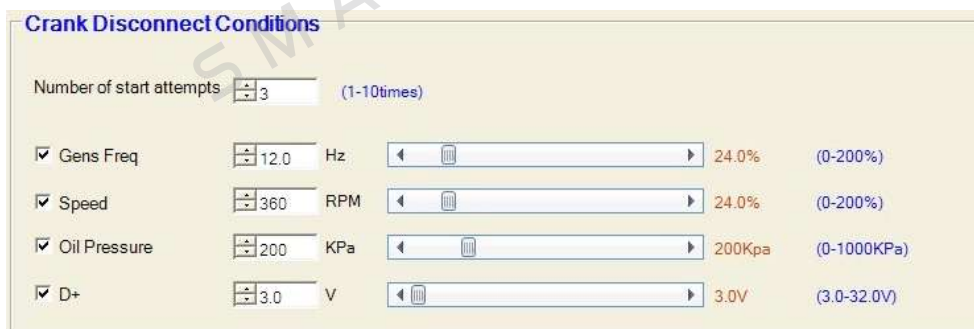 Crank Disconnect Conditions
SMA
Number of start attempts 3 (1-10times)
Gens Freq 12.0 Hz 24.0% (0-200%)
Speed 360 RPM 24.0% (0-200%)
Oil Pressure 200 KPa 200Kpa (0-1000KPa)
D+ 3.0 V 3.0V (3.0-32.0V)